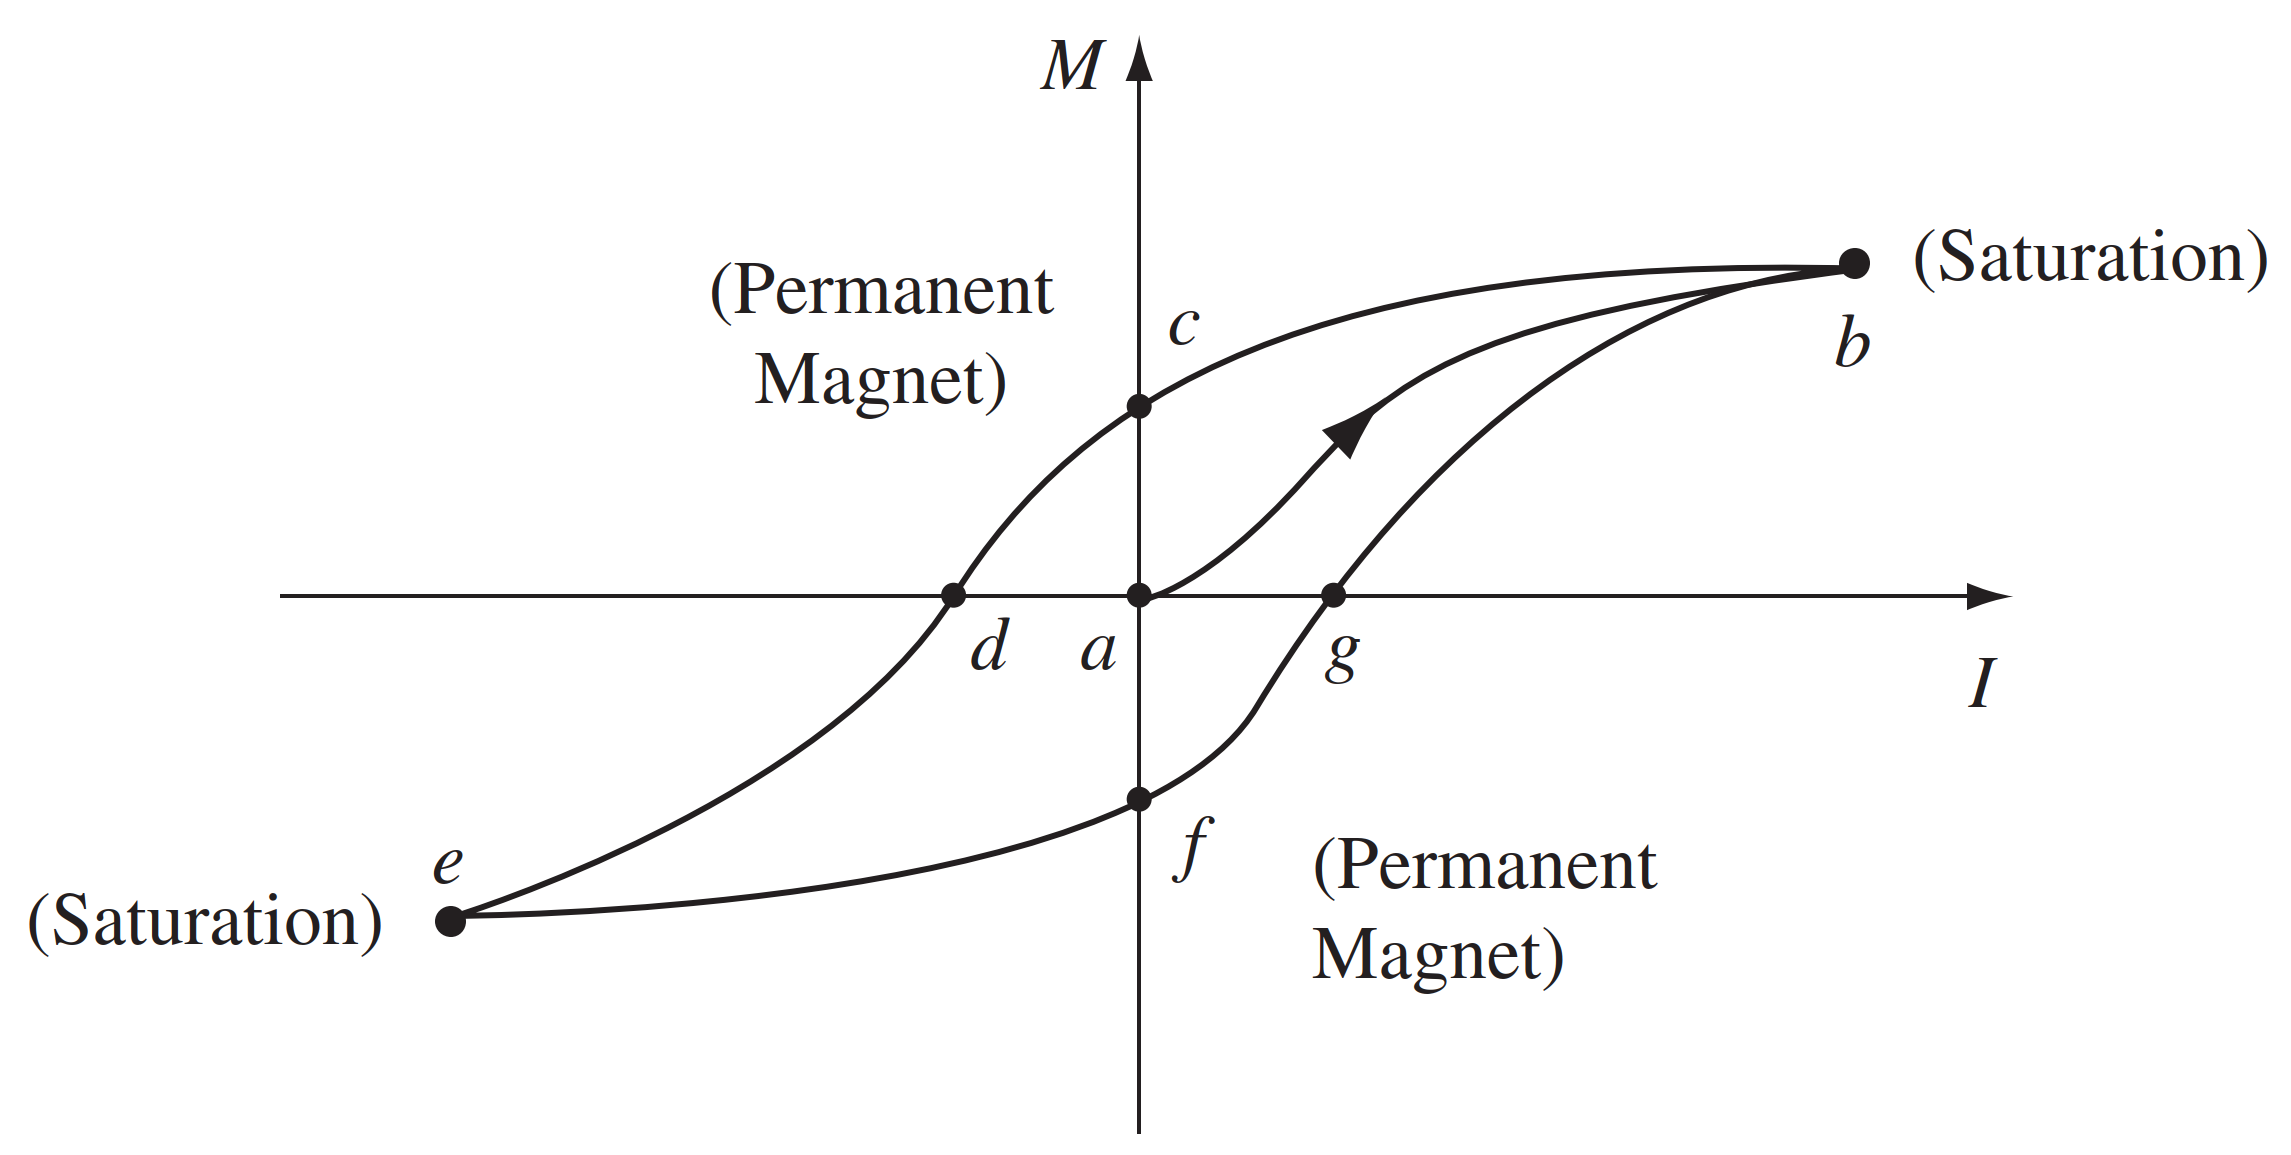 M
(Saturation)
(Permanent
Magnet)
c
b
d
a
g
I
e
f
(Permanent
Magnet)
(Saturation)